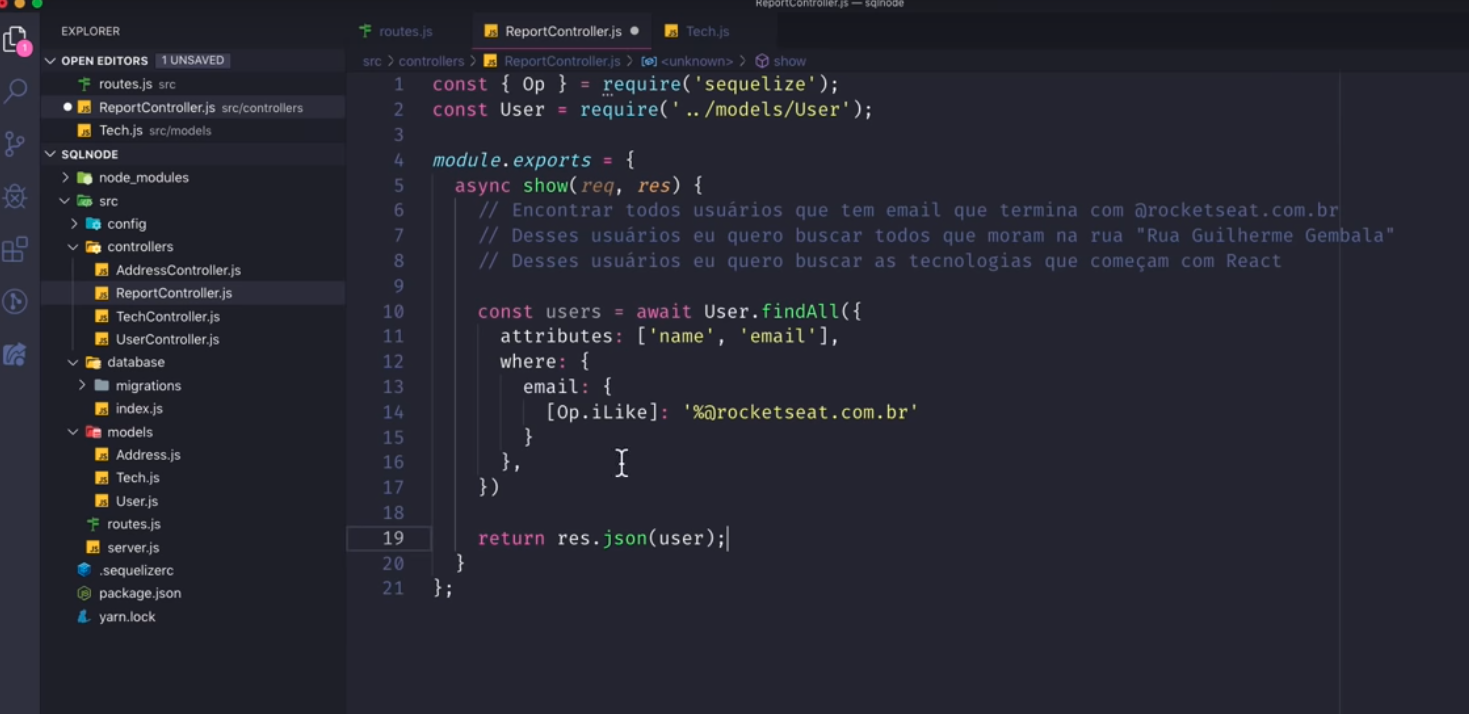 ReportController.js — sqlnode
EXPLORER
OPEN EDITORS 1 UNSAVED
routes.js src
ReportController.js src/controllers
Tech.js src/models
SQLNODE
node_modules
src
config
controllers
AddressController.js
ReportController.js
TechController.js
UserController.js
database
migrations
index.js
models
Address.js
Tech.js
User.js
routes.js
server.js
.sequelizerc
package.json
yarn.lock
1
routes.js ReportController.js Tech.js
src > controllers > ReportController.js > <unknown> > show
1 const { Op } = require('sequelize');
2 const User = require('../models/User');
3
4 module.exports = {
5 async show(req, res) {
6 // Encontrar todos usuários que tem email que termina com @rocketseat.com.br
7 // Desses usuários eu quero buscar todos que moram na rua "Rua Guilherme Gembala"
8 // Desses usuários eu quero buscar as tecnologias que começam com React
9
10 const users = await User.findAll({
11 attributes: ['name', 'email'],
12 where: {
13 email: {
14 [Op.iLike]: '%@rocketseat.com.br'
15 }
16 },
17 })
18
19 return res.json(user);
20 }
21 };